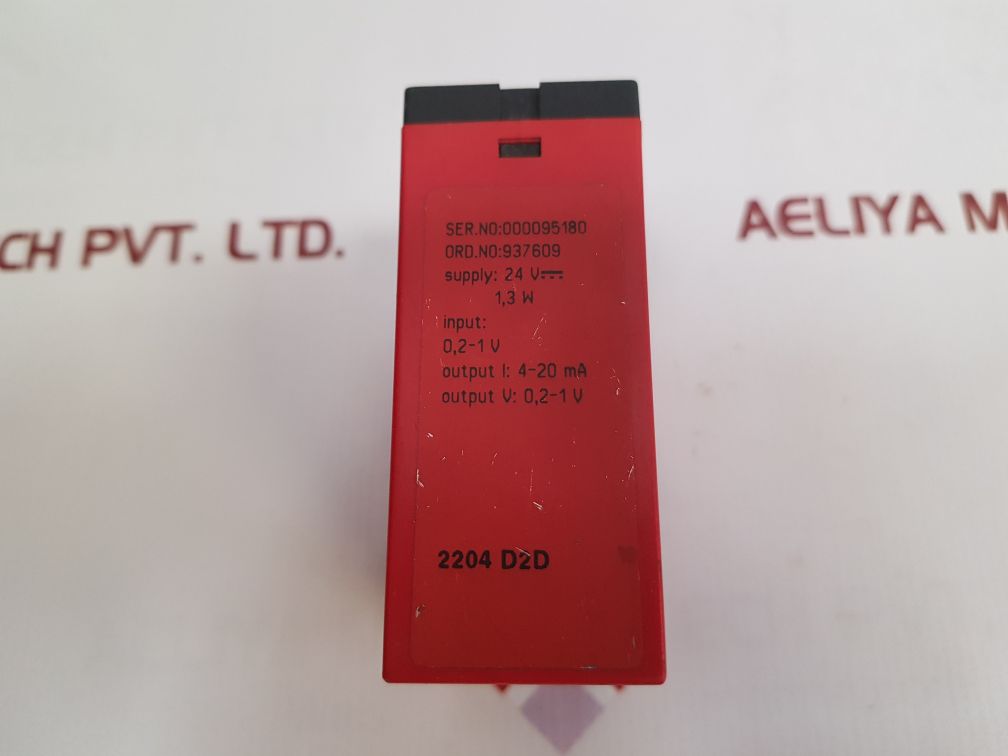 SER.NO:000095180
ORD.NO:937609
supply: 24 V⎓
1,3 W
input:
0,2-1 V
output I: 4-20 mA
output V: 0,2-1 V
2204 D2D
CH PVT. LTD.
AELIYA M